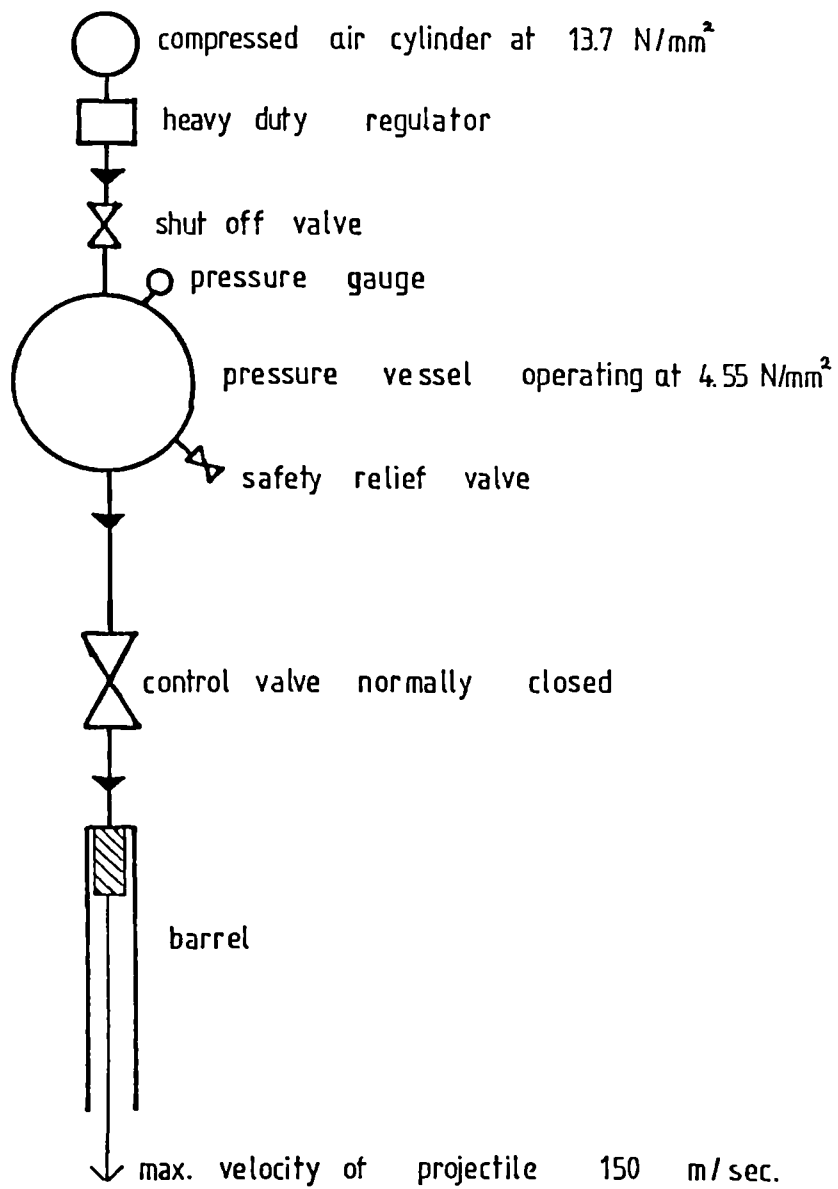 compressed air cylinder at 13.7 N/mm²
heavy duty regulator
shut off valve
pressure gauge
pressure vessel operating at 4.55 N/mm²
safety relief valve
control valve normally closed
barrel
max. velocity of projectile 150 m/sec.